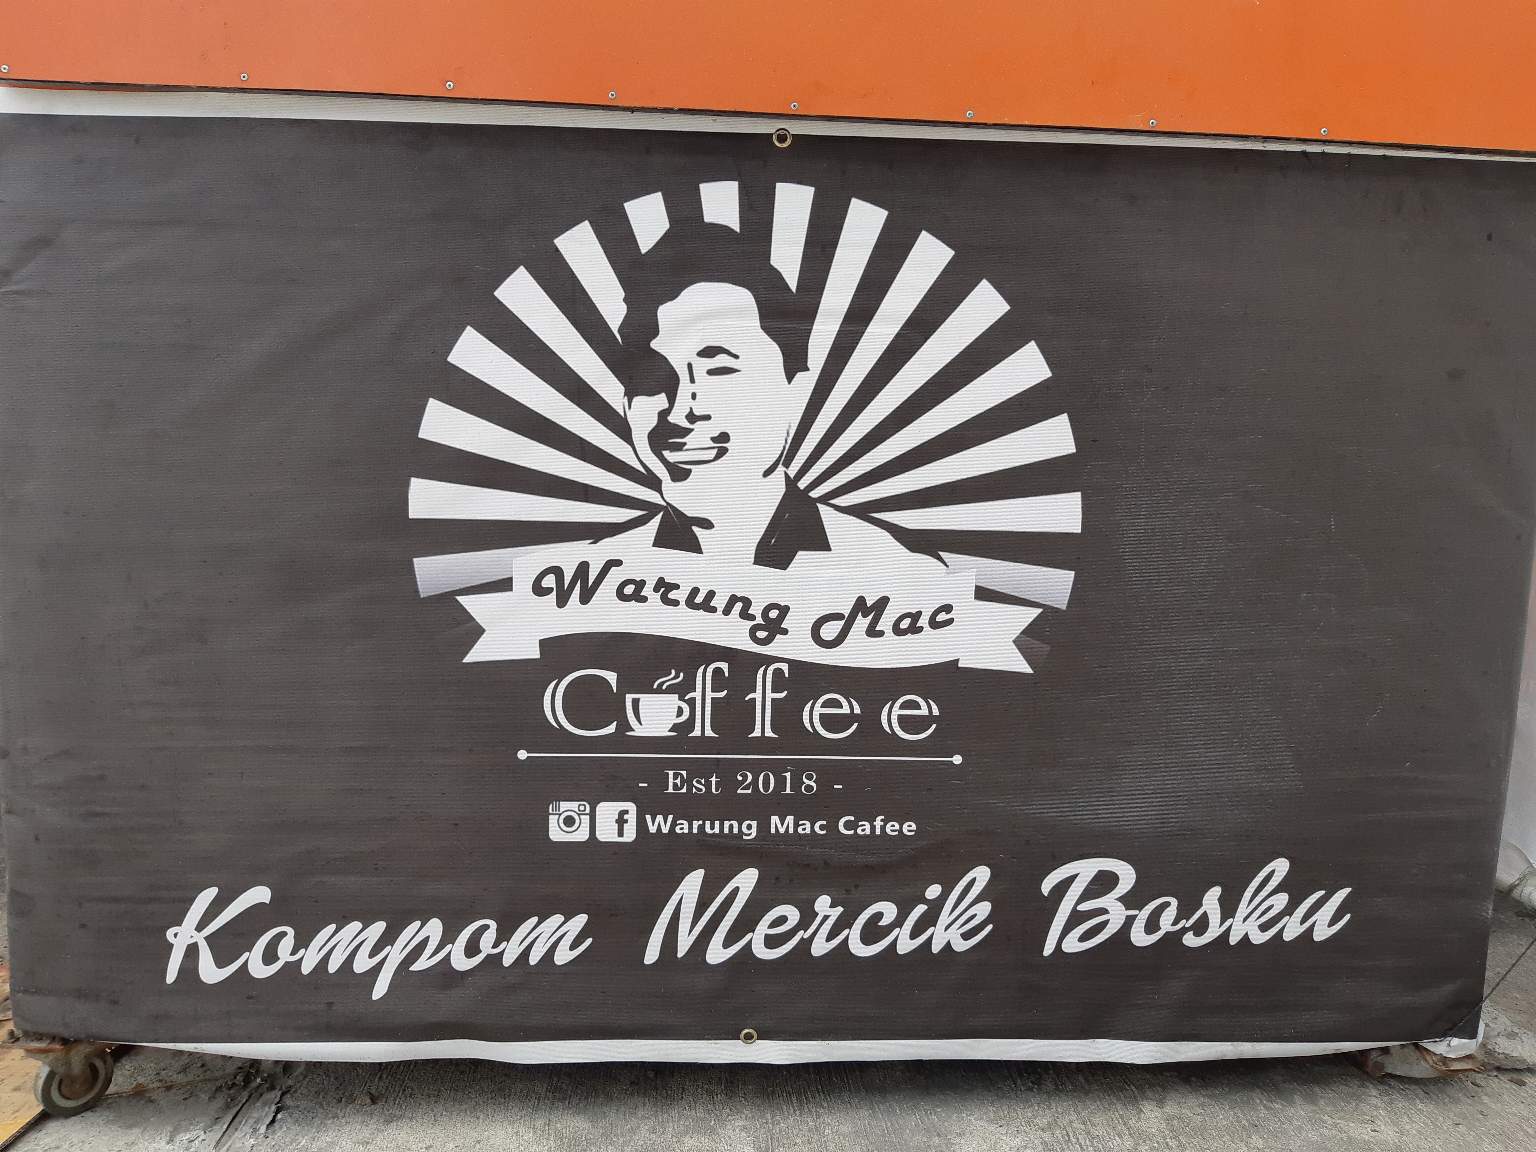 Warung Mac
Coffee
- Est 2018 -
Warung Mac Cafee
Kompom Mercik Bosku